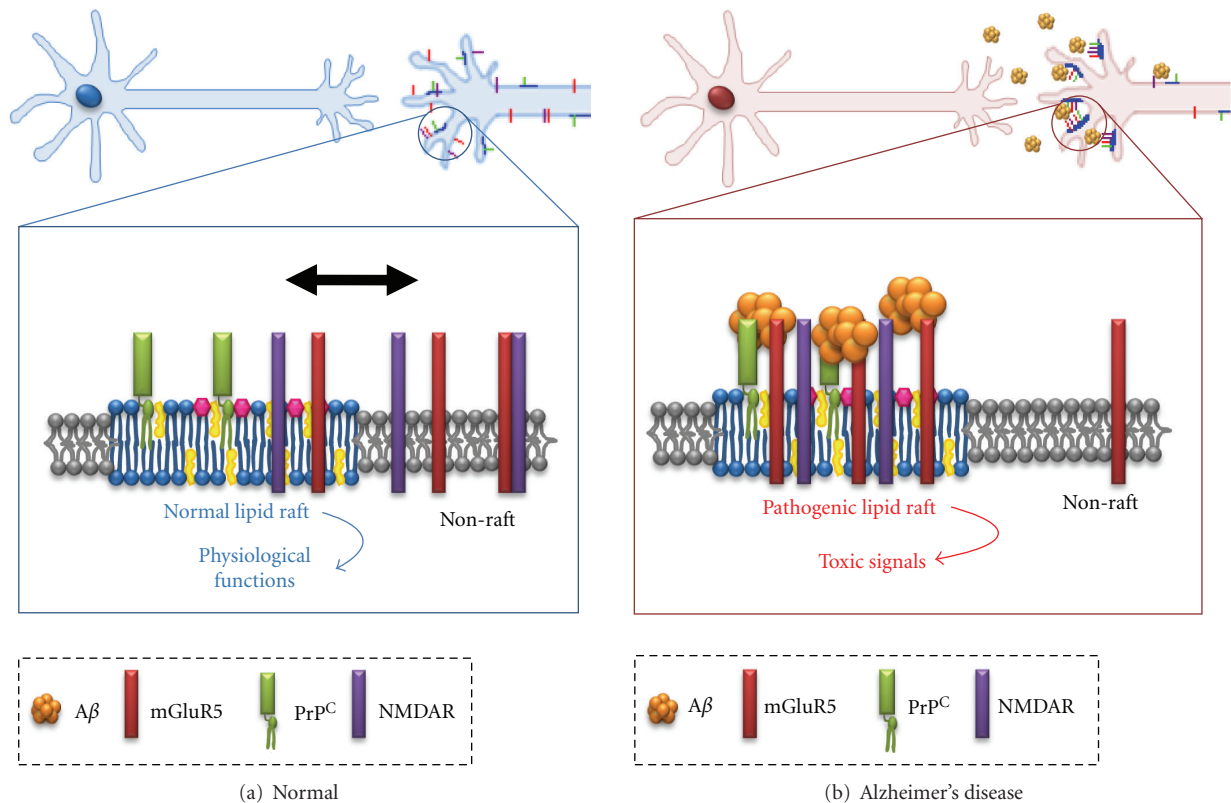 Normal lipid raft
Non-raft
Physiological
functions
Aβ
mGluR5
PrPC
NMDAR
(a) Normal
Pathogenic lipid raft
Non-raft
Toxic signals
Aβ
mGluR5
PrPC
NMDAR
(b) Alzheimer's disease